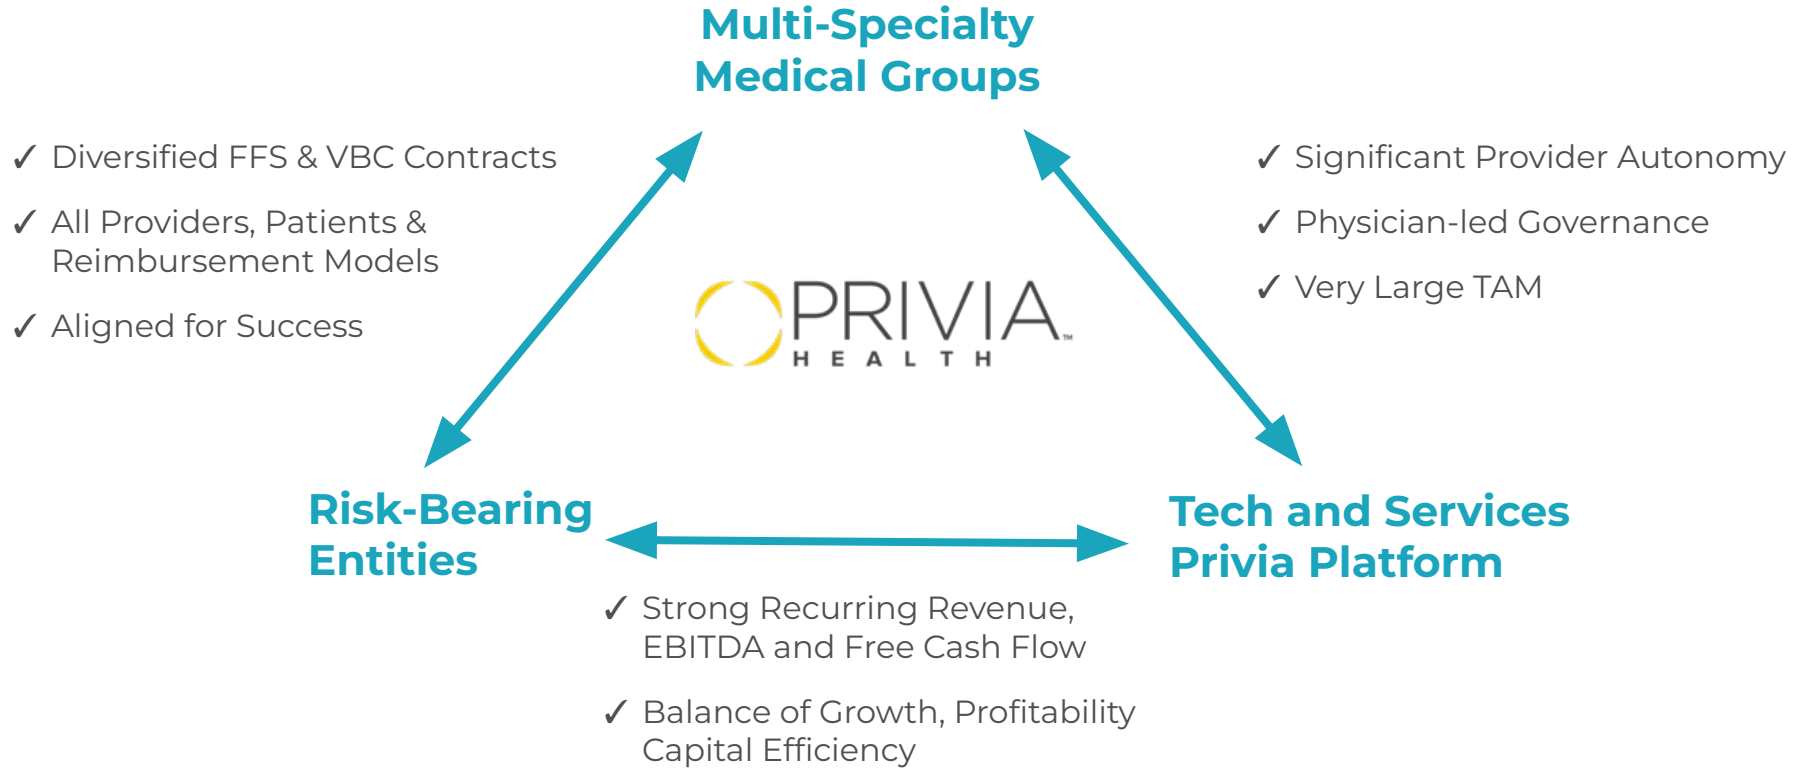 Multi-Specialty
Medical Groups
✓ Diversified FFS & VBC Contracts
✓ All Providers, Patients &
Reimbursement Models
✓ Aligned for Success
✓ Significant Provider Autonomy
✓ Physician-led Governance
✓ Very Large TAM
PRIVIA™
HEALTH
Risk-Bearing
Entities
Tech and Services
Privia Platform
✓ Strong Recurring Revenue,
EBITDA and Free Cash Flow
✓ Balance of Growth, Profitability
Capital Efficiency